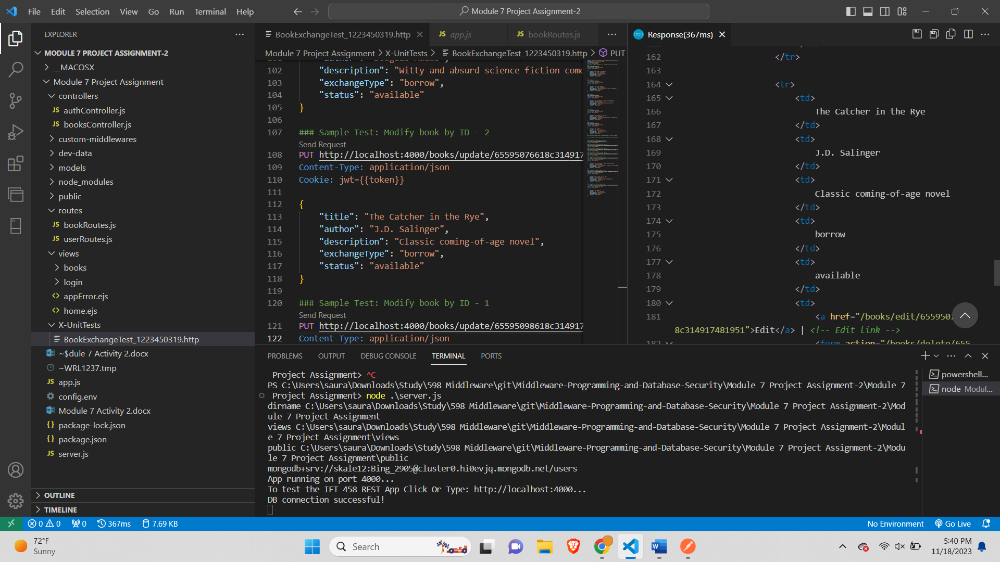 File Edit Selection View Go Run Terminal Help
Module 7 Project Assignment-2
EXPLORER
MODULE 7 PROJECT ASSIGNMENT-2
__MACOSX
Module 7 Project Assignment
controllers
JS authController.js
JS booksController.js
custom-middlewares
dev-data
models
node_modules
public
routes
JS bookRoutes.js
JS userRoutes.js
views
books
login
<> appError.ejs
<> home.ejs
X-UnitTests
BookExchangeTest_1223450319.http
~$dule 7 Activity 2.docx
~WRL1237.tmp
JS app.js
config.env
Module 7 Activity 2.docx
{} package-lock.json
{} package.json
JS server.js
OUTLINE
TIMELINE
BookExchangeTest_1223450319.http
JS app.js
JS bookRoutes.js
Module 7 Project Assignment > X-UnitTests > BookExchangeTest_1223450319.http > PUT
102 "description": "Witty and absurd science fiction come
103 "exchangeType": "borrow",
104 "status": "available"
105 }
106
107 ### Sample Test: Modify book by ID - 2
Send Request
108 PUT http://localhost:4000/books/update/65595076618c314917
109 Content-Type: application/json
110 Cookie: jwt={{token}}
111
112 {
113 "title": "The Catcher in the Rye",
114 "author": "J.D. Salinger",
115 "description": "Classic coming-of-age novel",
116 "exchangeType": "borrow",
117 "status": "available"
118 }
119
120 ### Sample Test: Modify book by ID - 1
Send Request
121 PUT http://localhost:4000/books/update/65595098618c314917
122 Content-Type: application/json
Response(367ms)
162 </tr>
163
164 <tr>
165 <td>
166 The Catcher in the Rye
167 </td>
168 <td>
169 J.D. Salinger
170 </td>
171 <td>
172 Classic coming-of-age novel
173 </td>
174 <td>
175 borrow
176 </td>
177 <td>
178 available
179 </td>
180 <td>
181 <a href="/books/edit/655950
8c314917481951">Edit</a> | <!-- Edit link -->
182 <form action="/books/delete/655
PROBLEMS OUTPUT DEBUG CONSOLE TERMINAL PORTS
Project Assignment> ^C
PS C:\Users\saura\Downloads\Study\598 Middleware\git\Middleware-Programming-and-Database-Security\Module 7 Project Assignment-2\Module 7
Project Assignment> node .\server.js
dirname C:\Users\saura\Downloads\Study\598 Middleware\git\Middleware-Programming-and-Database-Security\Module 7 Project Assignment-2\Mod
ule 7 Project Assignment
views C:\Users\saura\Downloads\Study\598 Middleware\git\Middleware-Programming-and-Database-Security\Module 7 Project Assignment-2\Modul
e 7 Project Assignment\views
public C:\Users\saura\Downloads\Study\598 Middleware\git\Middleware-Programming-and-Database-Security\Module 7 Project Assignment-2\Modu
le 7 Project Assignment\public
mongodb+srv://skale12:Bing_2905@cluster0.hi0evjq.mongodb.net/users
App running on port 4000...
To test the IFT 458 REST App Click Or Type: http://localhost:4000...
DB connection successful!
powershell...
node Modul...
0 0 0 367ms 7.69 KB
No Environment Go Live
72°F
Sunny
Search
5:40 PM
11/18/2023